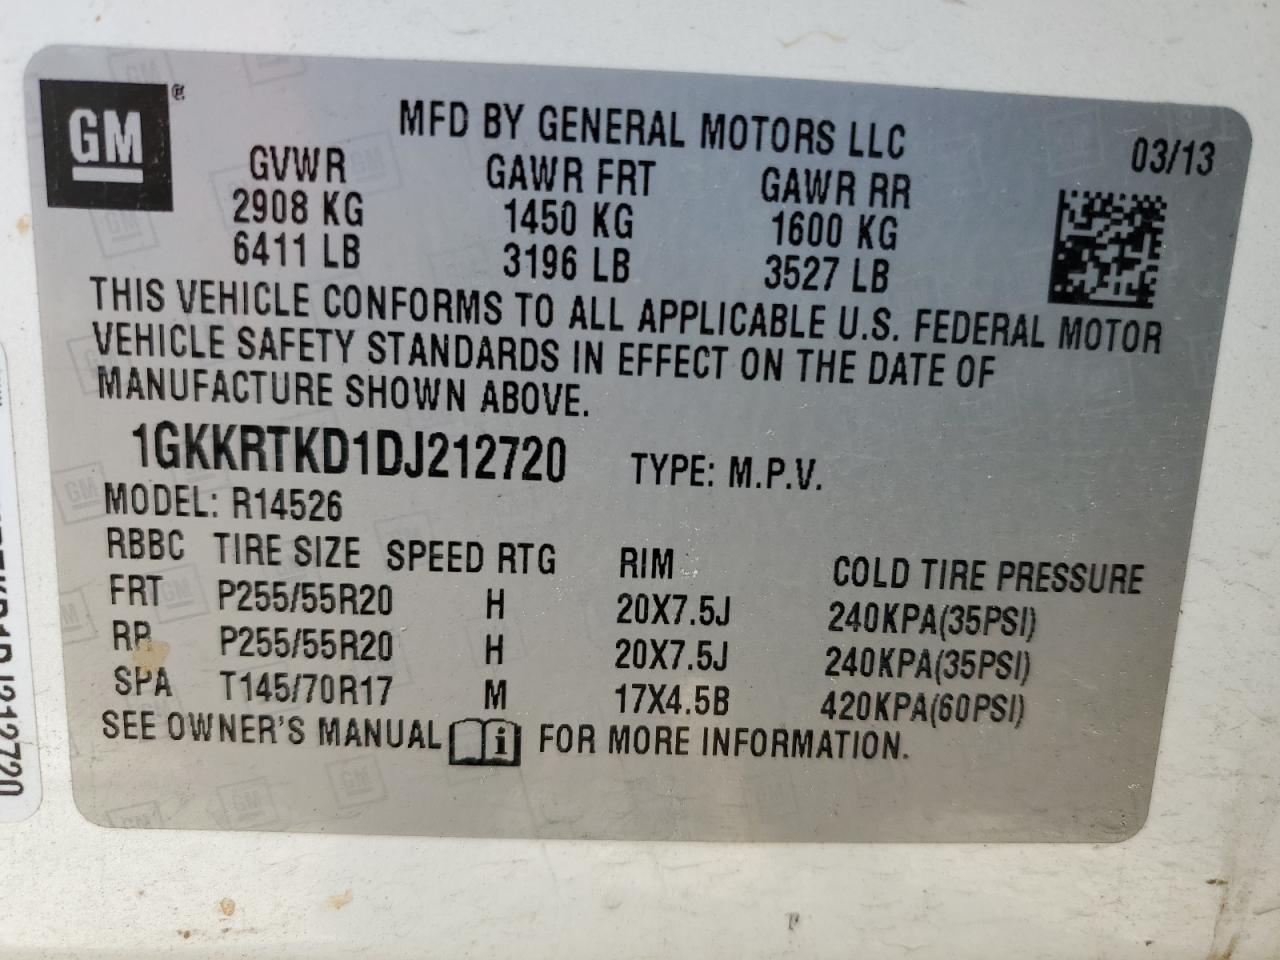 GM ®
MFD BY GENERAL MOTORS LLC 03/13
GVWR GAWR FRT GAWR RR
2908 KG 1450 KG 1600 KG
6411 LB 3196 LB 3527 LB
THIS VEHICLE CONFORMS TO ALL APPLICABLE U.S. FEDERAL MOTOR
VEHICLE SAFETY STANDARDS IN EFFECT ON THE DATE OF
MANUFACTURE SHOWN ABOVE.
1GKKRTKD1DJ212720 TYPE: M.P.V.
MODEL: R14526
RBBC TIRE SIZE SPEED RTG RIM COLD TIRE PRESSURE
FRT P255/55R20 H 20X7.5J 240KPA(35PSI)
RR P255/55R20 H 20X7.5J 240KPA(35PSI)
SPA T145/70R17 M 17X4.5B 420KPA(60PSI)
SEE OWNER'S MANUAL i FOR MORE INFORMATION.